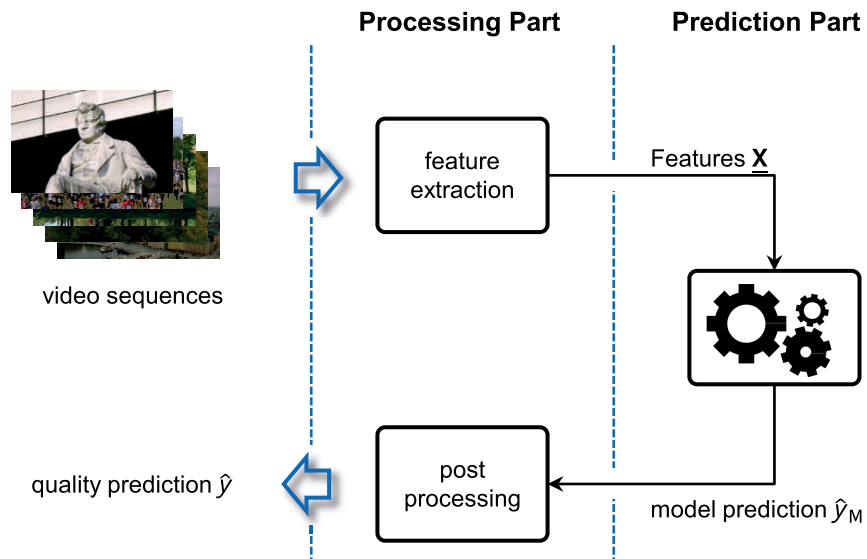 Processing Part
Prediction Part
feature
extraction
Features X
video sequences
post
processing
quality prediction ŷ
model prediction ŷM